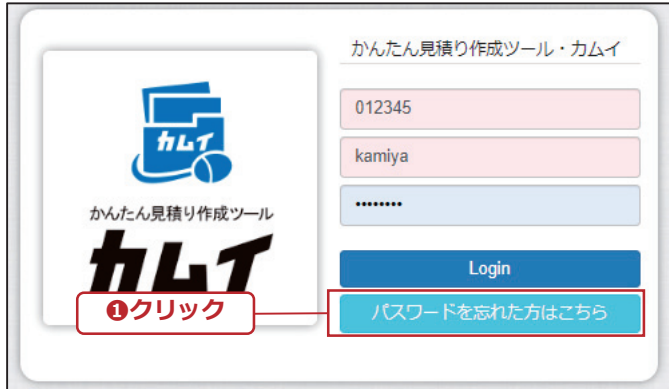 かんたん見積り作成ツール・カムイ
012345
kamiya
••••••••
Login
パスワードを忘れた方はこちら
カムイ
かんたん見積り作成ツール
カムイ
❶クリック